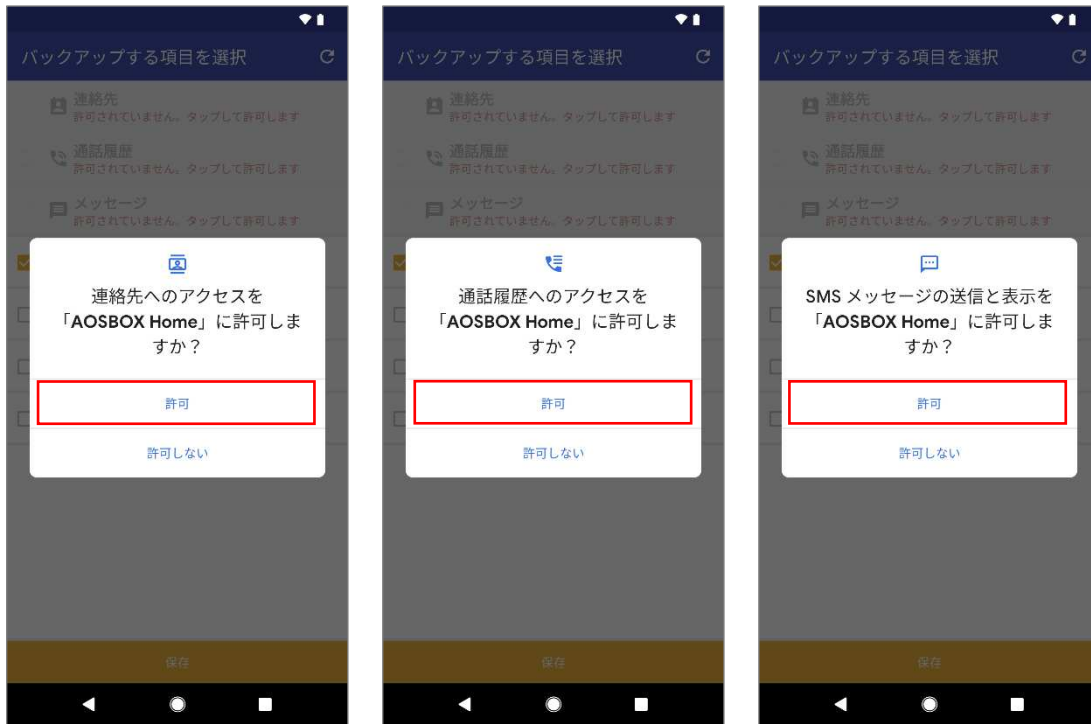 バックアップする項目を選択
連絡先
許可されていません。タップして許可します
通話履歴
許可されていません。タップして許可します
メッセージ
許可されていません。タップして許可します
連絡先へのアクセスを
「AOSBOX Home」に許可しま
すか？
許可
許可しない
保存
バックアップする項目を選択
連絡先
許可されていません。タップして許可します
通話履歴
許可されていません。タップして許可します
メッセージ
許可されていません。タップして許可します
通話履歴へのアクセスを
「AOSBOX Home」に許可しま
すか？
許可
許可しない
保存
バックアップする項目を選択
連絡先
許可されていません。タップして許可します
通話履歴
許可されていません。タップして許可します
メッセージ
許可されていません。タップして許可します
SMS メッセージの送信と表示を
「AOSBOX Home」に許可しま
すか？
許可
許可しない
保存